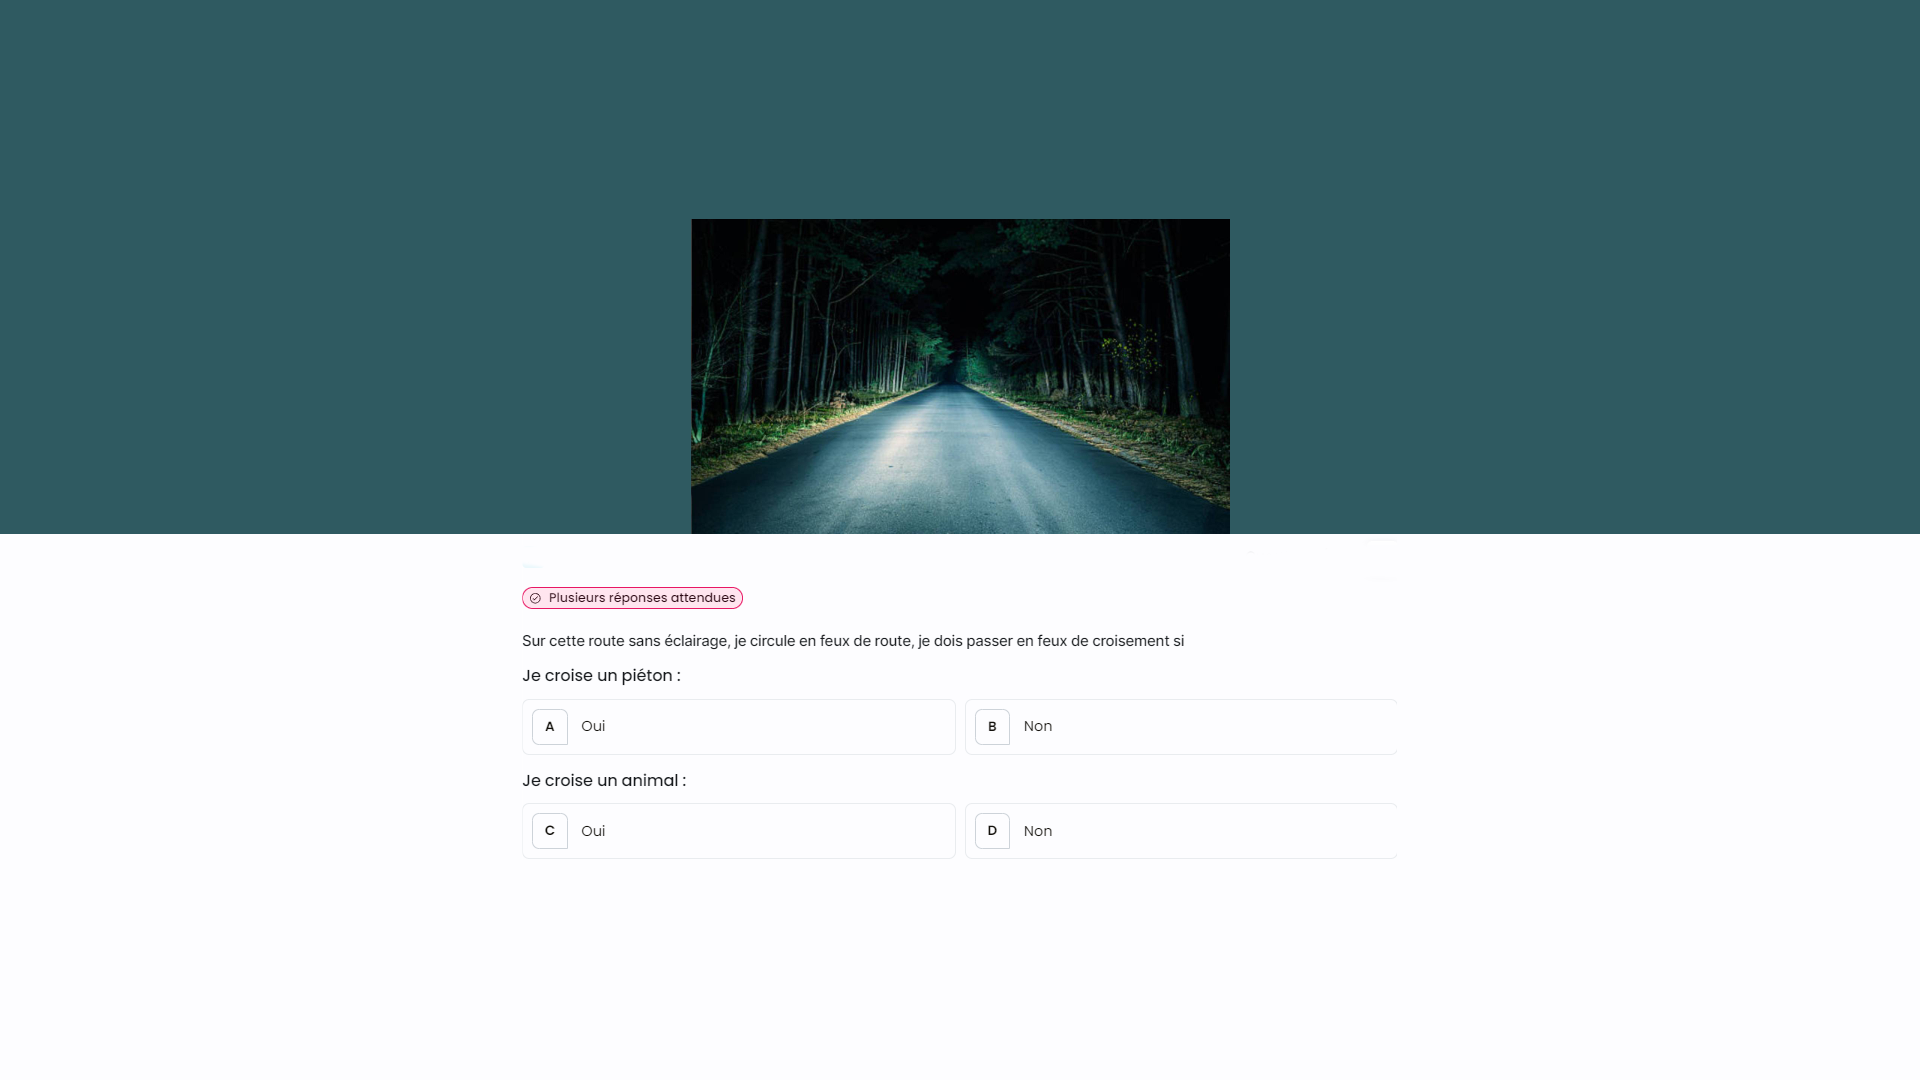 Plusieurs réponses attendues
Sur cette route sans éclairage, je circule en feux de route, je dois passer en feux de croisement si
Je croise un piéton :
A Oui
B Non
Je croise un animal :
C Oui
D Non